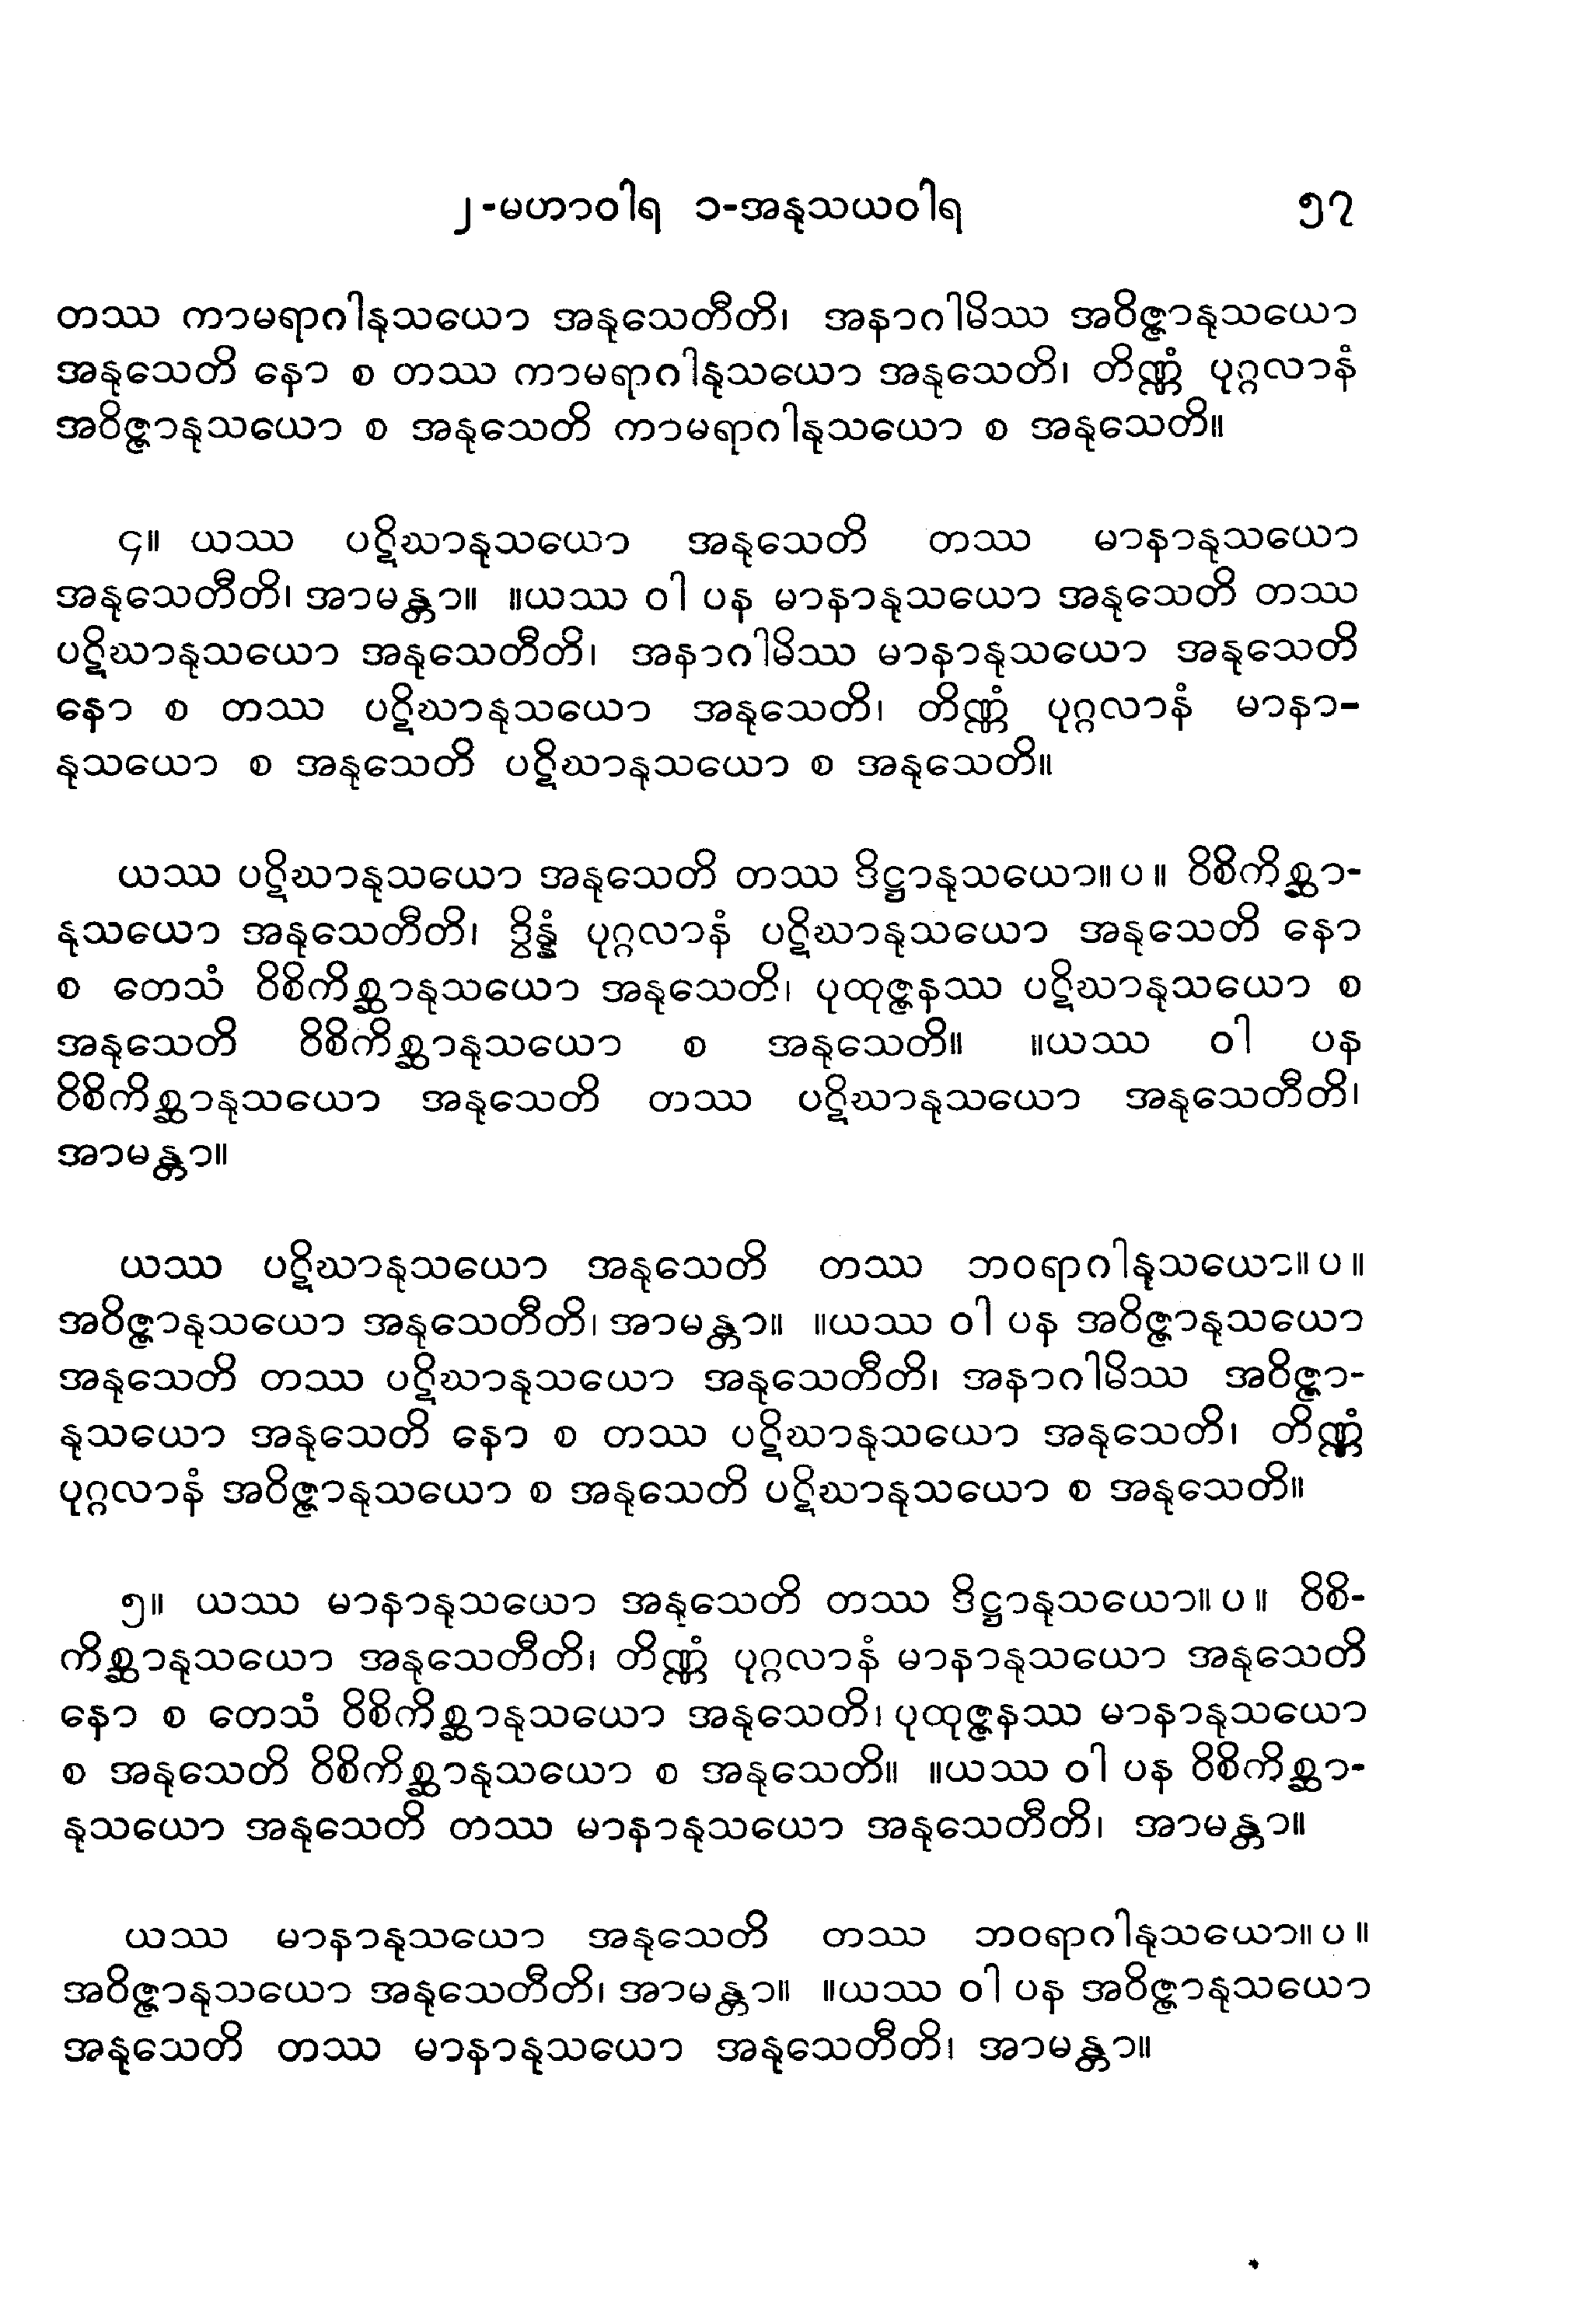 ၂-မဟာဝါရ ၁-အနုသယဝါရ ၅၇
တဿ ကာမရာဂါနုသယော အနုသေတီတိ၊ အနာဂါမိဿ အဝိဇ္ဇာနုသယော
အနုသေတိ နော စ တဿ ကာမရာဂါနုသယော အနုသေတိ၊ တိဏ္ဏံ ပုဂ္ဂလာနံ
အဝိဇ္ဇာနုသယော စ အနုသေတိ ကာမရာဂါနုသယော စ အနုသေတိ။
၄။ ယဿ ပဋိဃာနုသယော အနုသေတိ တဿ မာနာနုသယော
အနုသေတီတိ၊ အာမန္တာ။ ။ယဿ ဝါ ပန မာနာနုသယော အနုသေတိ တဿ
ပဋိဃာနုသယော အနုသေတီတိ၊ အနာဂါမိဿ မာနာနုသယော အနုသေတိ
နော စ တဿ ပဋိဃာနုသယော အနုသေတိ၊ တိဏ္ဏံ ပုဂ္ဂလာနံ မာနာ-
နုသယော စ အနုသေတိ ပဋိဃာနုသယော စ အနုသေတိ။
ယဿ ပဋိဃာနုသယော အနုသေတိ တဿ ဒိဋ္ဌာနုသယော။ပ။ ဝိစိကိစ္ဆာ-
နုသယော အနုသေတီတိ၊ ဒွိန္နံ ပုဂ္ဂလာနံ ပဋိဃာနုသယော အနုသေတိ နော
စ တေသံ ဝိစိကိစ္ဆာနုသယော အနုသေတိ၊ ပုထုဇ္ဇနဿ ပဋိဃာနုသယော စ
အနုသေတိ ဝိစိကိစ္ဆာနုသယော စ အနုသေတိ။ ။ယဿ ဝါ ပန
ဝိစိကိစ္ဆာနုသယော အနုသေတိ တဿ ပဋိဃာနုသယော အနုသေတီတိ၊
အာမန္တာ။
ယဿ ပဋိဃာနုသယော အနုသေတိ တဿ ဘဝရာဂါနုသယော။ပ။
အဝိဇ္ဇာနုသယော အနုသေတီတိ၊ အာမန္တာ။ ။ယဿ ဝါ ပန အဝိဇ္ဇာနုသယော
အနုသေတိ တဿ ပဋိဃာနုသယော အနုသေတီတိ၊ အနာဂါမိဿ အဝိဇ္ဇာ-
နုသယော အနုသေတိ နော စ တဿ ပဋိဃာနုသယော အနုသေတိ၊ တိဏ္ဏံ
ပုဂ္ဂလာနံ အဝိဇ္ဇာနုသယော စ အနုသေတိ ပဋိဃာနုသယော စ အနုသေတိ။
၅။ ယဿ မာနာနုသယော အနုသေတိ တဿ ဒိဋ္ဌာနုသယော။ပ။ ဝိစိ-
ကိစ္ဆာနုသယော အနုသေတီတိ၊ တိဏ္ဏံ ပုဂ္ဂလာနံ မာနာနုသယော အနုသေတိ
နော စ တေသံ ဝိစိကိစ္ဆာနုသယော အနုသေတိ၊ ပုထုဇ္ဇနဿ မာနာနုသယော
စ အနုသေတိ ဝိစိကိစ္ဆာနုသယော စ အနုသေတိ။ ။ယဿ ဝါ ပန ဝိစိကိစ္ဆာ-
နုသယော အနုသေတိ တဿ မာနာနုသယော အနုသေတီတိ၊ အာမန္တာ။
ယဿ မာနာနုသယော အနုသေတိ တဿ ဘဝရာဂါနုသယော။ပ။
အဝိဇ္ဇာနုသယော အနုသေတီတိ၊ အာမန္တာ။ ။ယဿ ဝါ ပန အဝိဇ္ဇာနုသယော
အနုသေတိ တဿ မာနာနုသယော အနုသေတီတိ၊ အာမန္တာ။